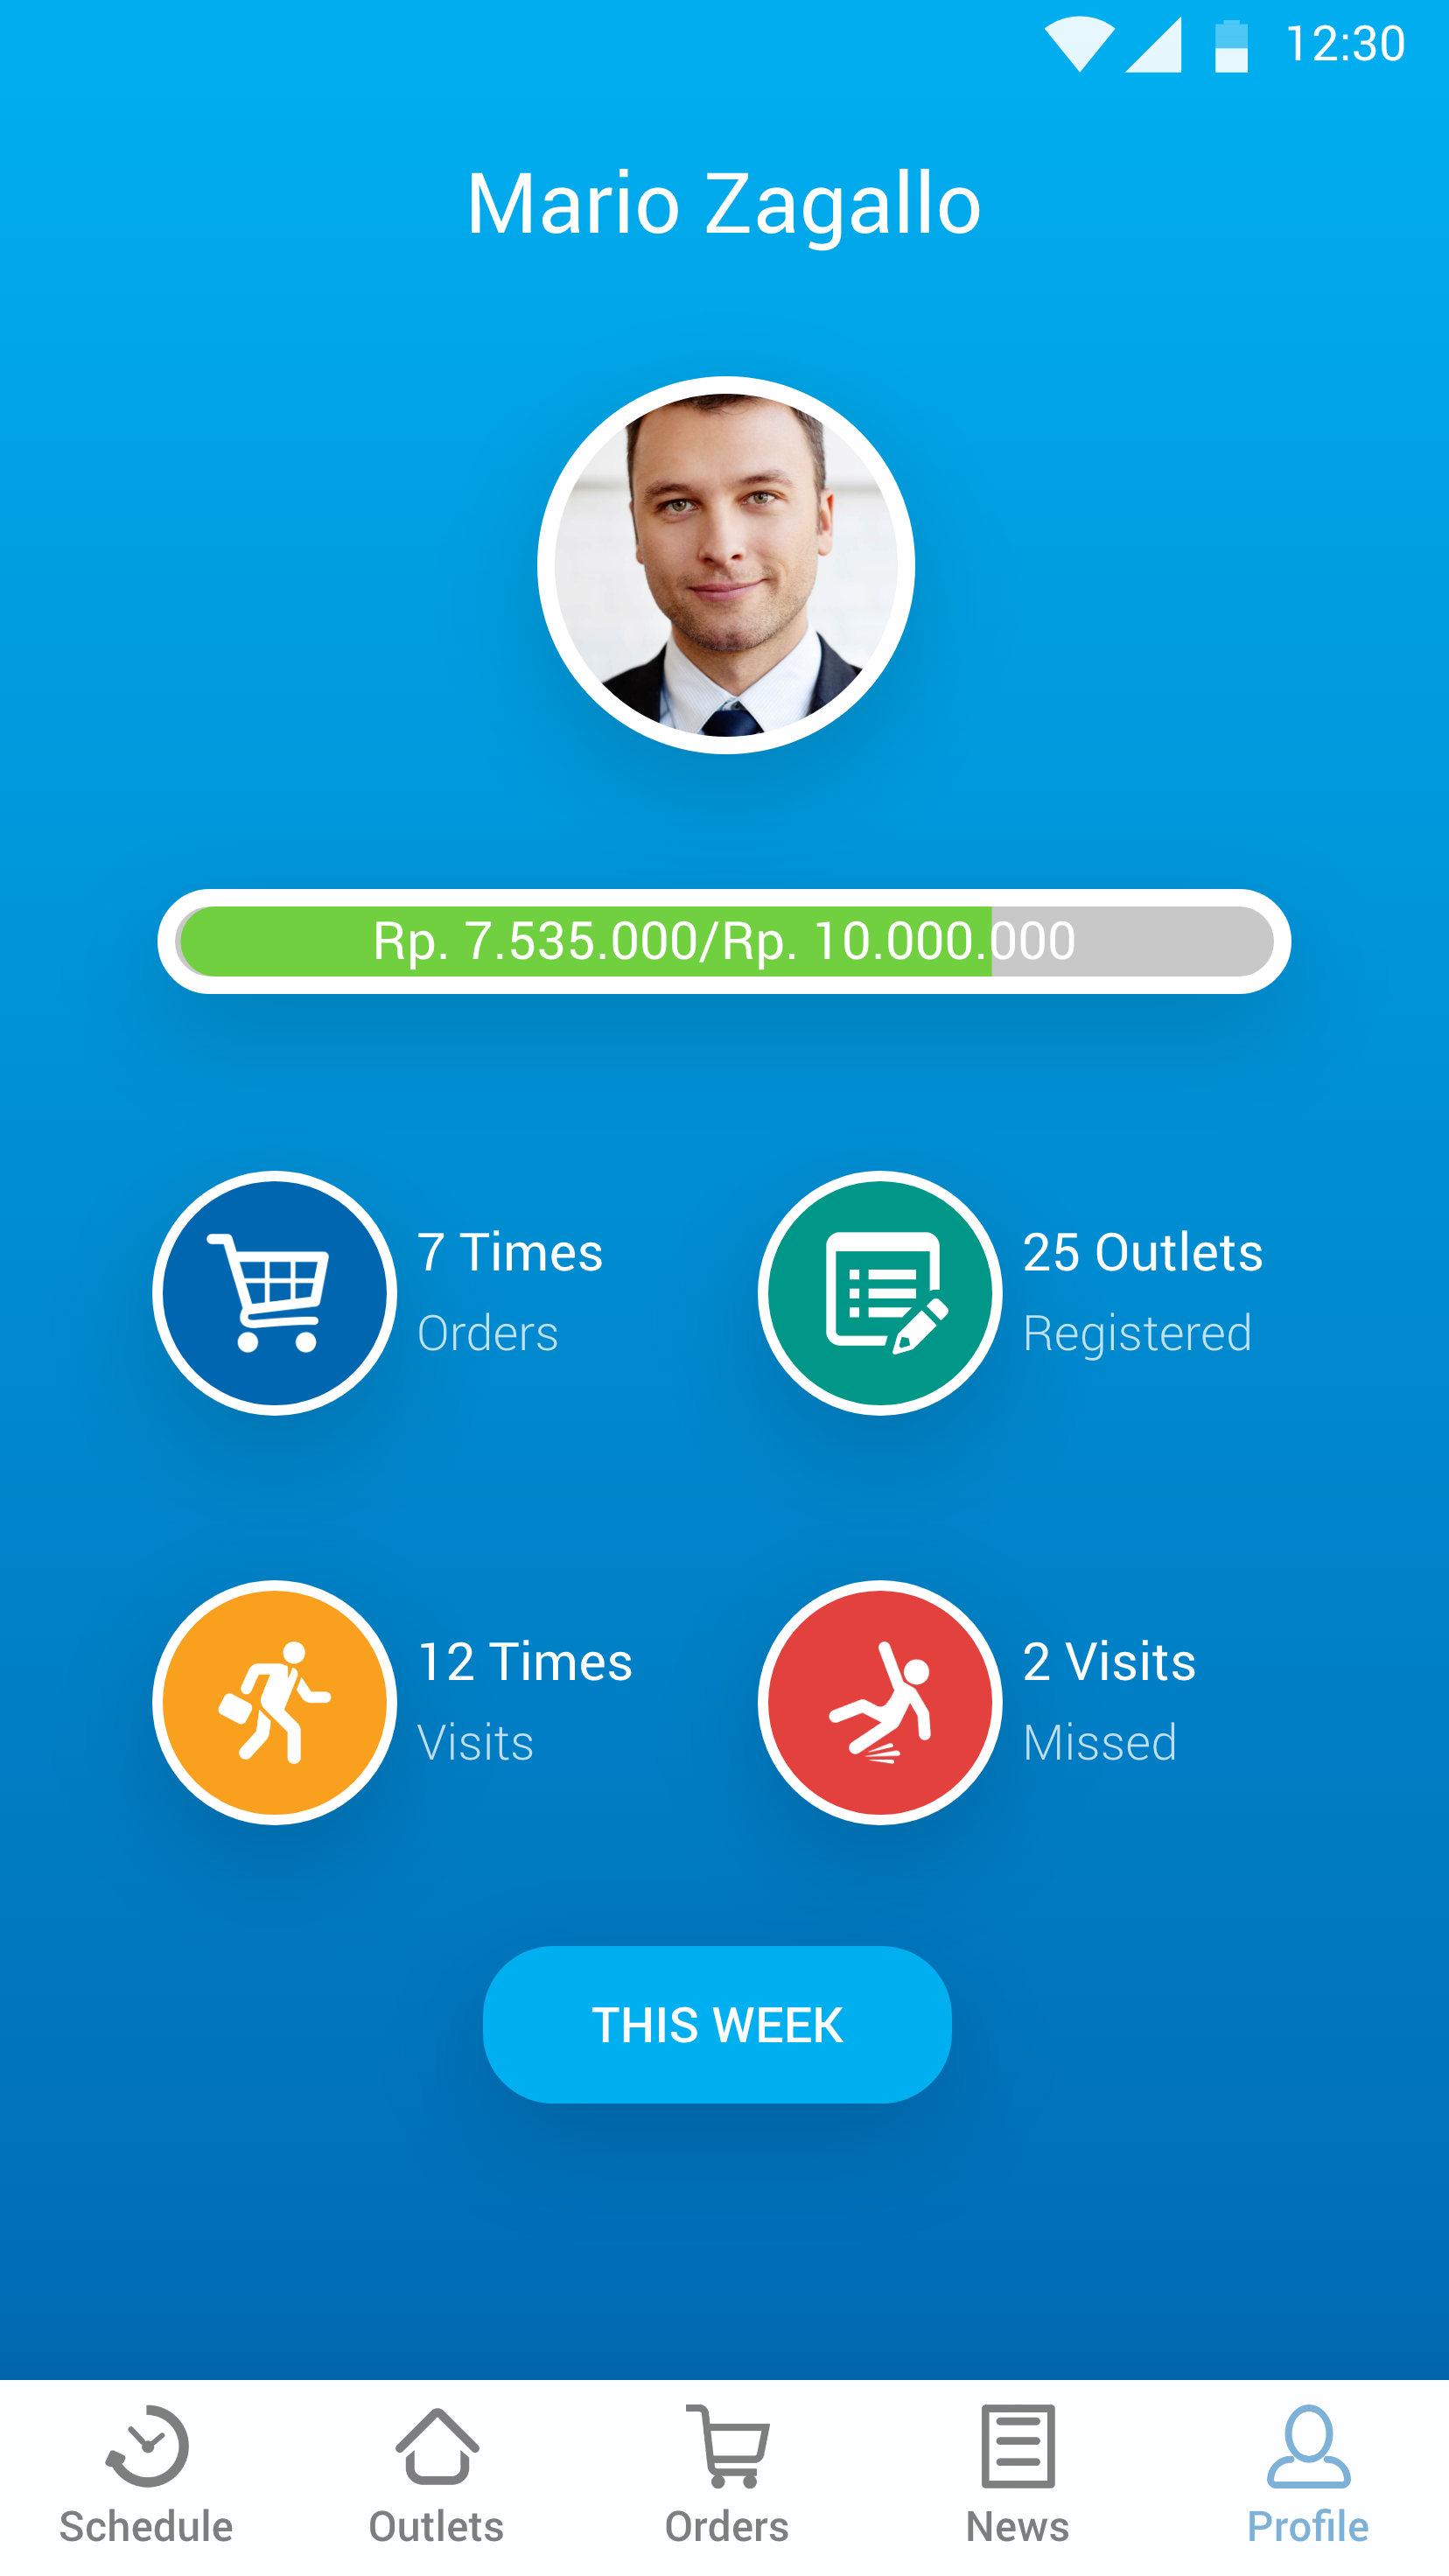 12:30
Mario Zagallo
Rp. 7.535.000/Rp. 10.000.000
7 Times
Orders
25 Outlets
Registered
12 Times
Visits
2 Visits
Missed
THIS WEEK
Schedule
Outlets
Orders
News
Profile